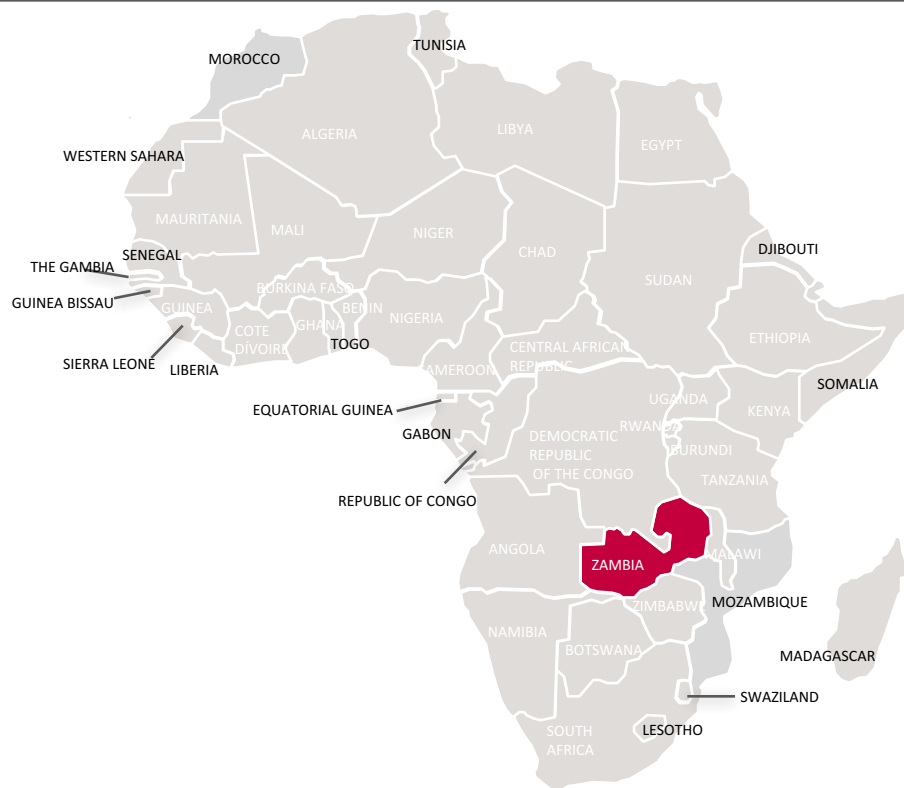 TUNISIA
MOROCCO
ALGERIA
LIBYA
EGYPT
WESTERN SAHARA
MAURITANIA
MALI
NIGER
CHAD
SUDAN
DJIBOUTI
SENEGAL
THE GAMBIA
GUINEA BISSAU
GUINEA
BURKINA FASO
BENIN
NIGERIA
GHANA
COTE
DÍVOIRE
TOGO
SIERRA LEONE
LIBERIA
CENTRAL AFRICAN
REPUBLIC
ETHIOPIA
AMEROON
SOMALIA
UGANDA
KENYA
EQUATORIAL GUINEA
GABON
RWANDA
DEMOCRATIC
REPUBLIC
OF THE CONGO
BURUNDI
TANZANIA
REPUBLIC OF CONGO
ANGOLA
ZAMBIA
MALAWI
ZIMBABWE
MOZAMBIQUE
NAMIBIA
BOTSWANA
MADAGASCAR
SWAZILAND
LESOTHO
SOUTH
AFRICA